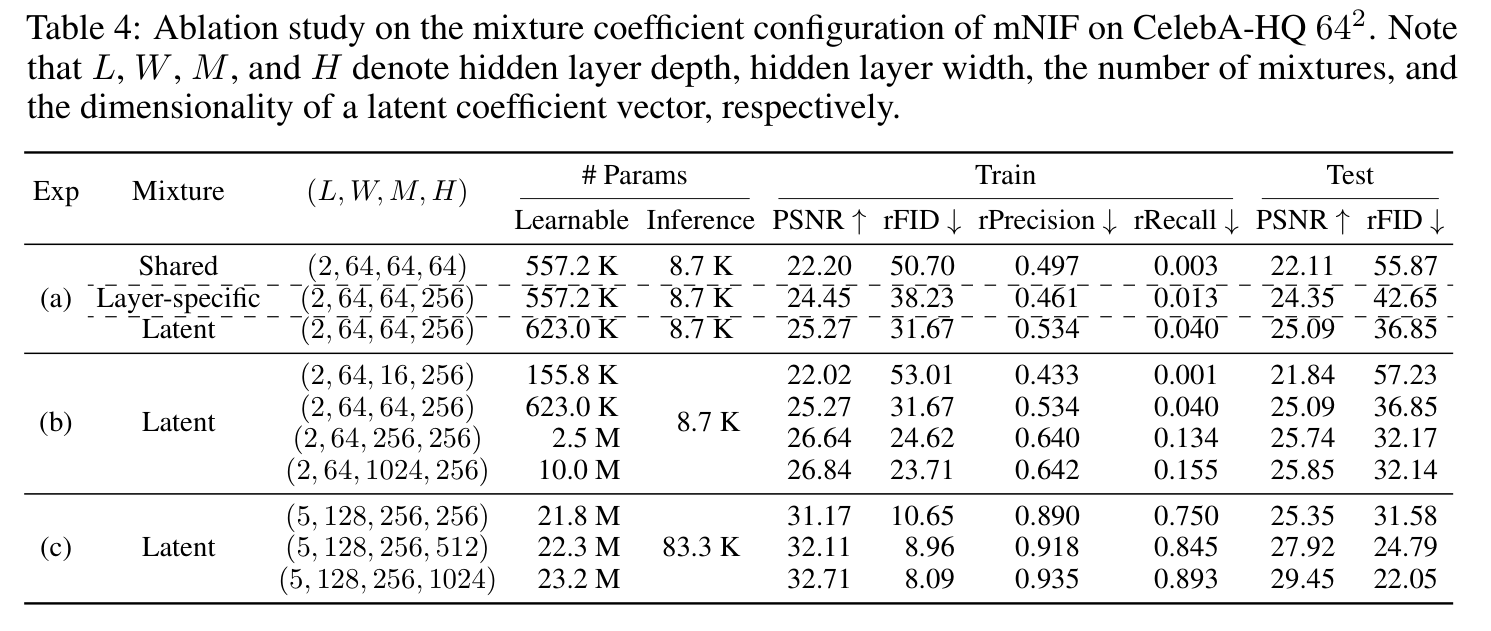 Table 4: Ablation study on the mixture coefficient configuration of mNIF on CelebA-HQ 64². Note
that L, W, M, and H denote hidden layer depth, hidden layer width, the number of mixtures, and
the dimensionality of a latent coefficient vector, respectively.
Exp Mixture (L, W, M, H) # Params Train Test
Learnable Inference PSNR ↑ rFID ↓ rPrecision ↓ rRecall ↓ PSNR ↑ rFID ↓
Shared (2, 64, 64, 64) 557.2 K 8.7 K 22.20 50.70 0.497 0.003 22.11 55.87
(a) Layer-specific (2, 64, 64, 256) 557.2 K 8.7 K 24.45 38.23 0.461 0.013 24.35 42.65
Latent (2, 64, 64, 256) 623.0 K 8.7 K 25.27 31.67 0.534 0.040 25.09 36.85
(2, 64, 16, 256) 155.8 K 22.02 53.01 0.433 0.001 21.84 57.23
(2, 64, 64, 256) 623.0 K 25.27 31.67 0.534 0.040 25.09 36.85
(b) Latent 8.7 K
(2, 64, 256, 256) 2.5 M 26.64 24.62 0.640 0.134 25.74 32.17
(2, 64, 1024, 256) 10.0 M 26.84 23.71 0.642 0.155 25.85 32.14
(5, 128, 256, 256) 21.8 M 31.17 10.65 0.890 0.750 25.35 31.58
(c) Latent (5, 128, 256, 512) 22.3 M 83.3 K 32.11 8.96 0.918 0.845 27.92 24.79
(5, 128, 256, 1024) 23.2 M 32.71 8.09 0.935 0.893 29.45 22.05